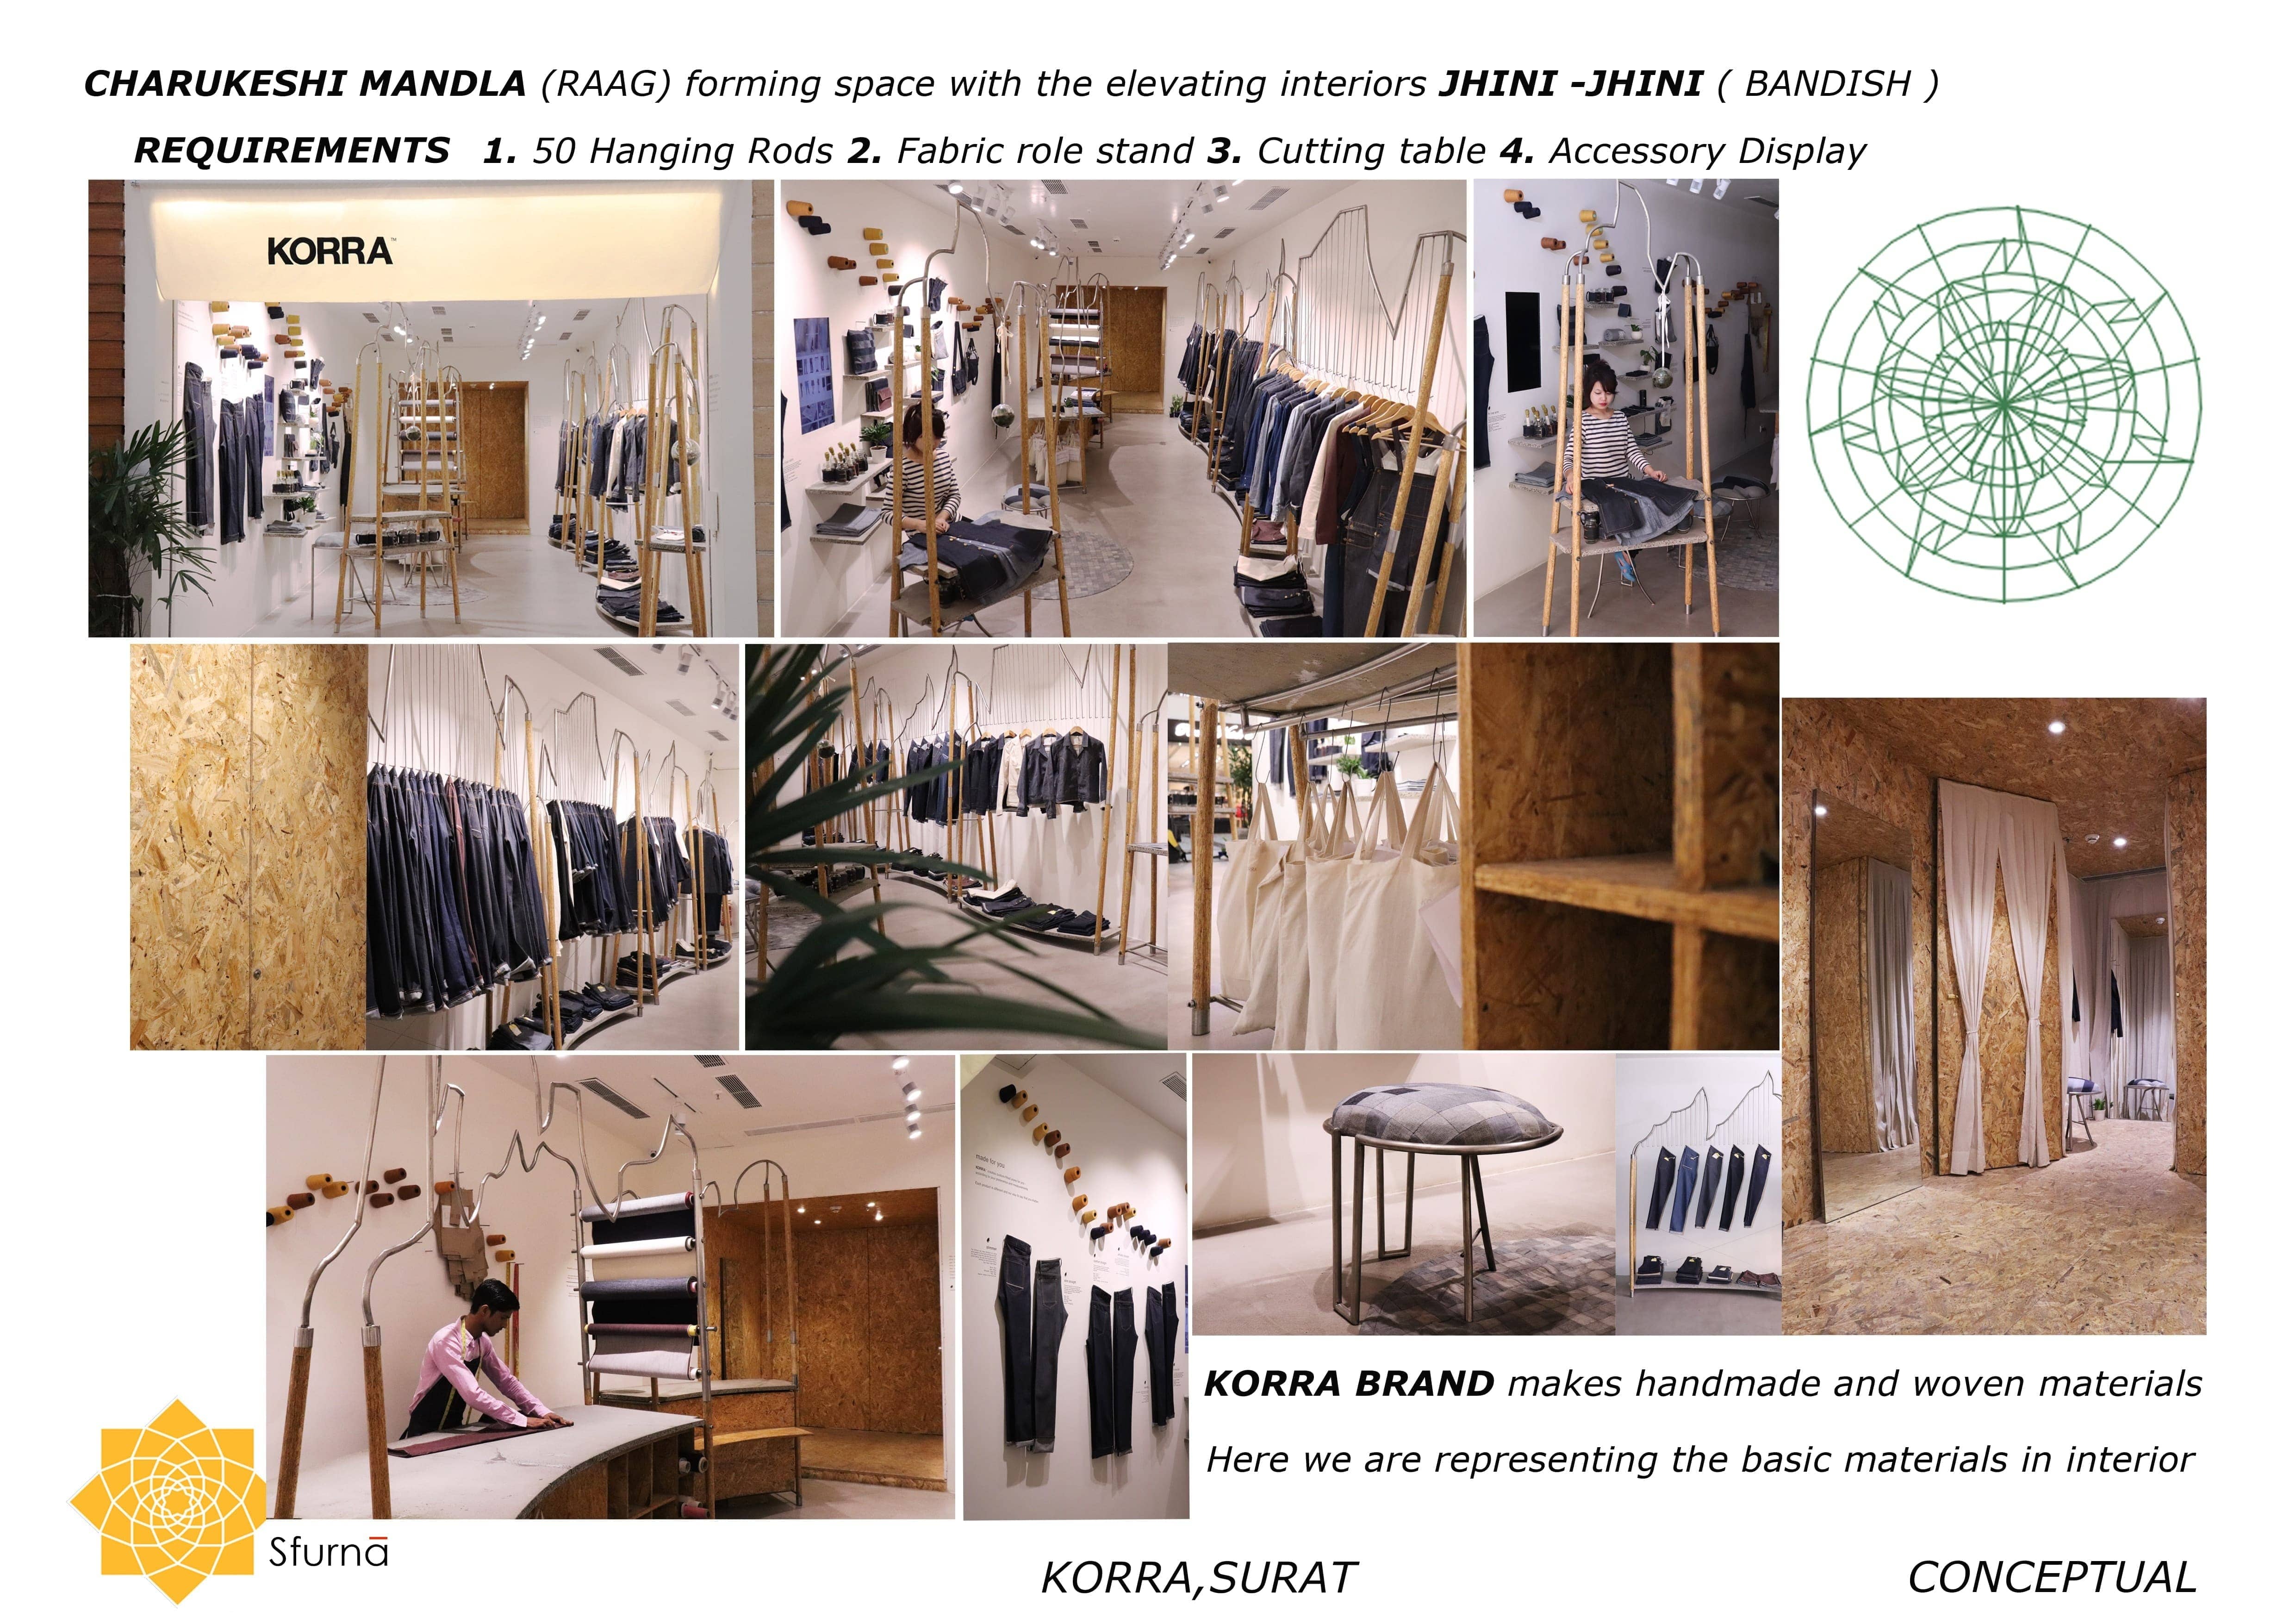 CHARUKESHI MANDLA (RAAG) forming space with the elevating interiors JHINI -JHINI ( BANDISH )
REQUIREMENTS 1. 50 Hanging Rods 2. Fabric role stand 3. Cutting table 4. Accessory Display
KORRA™
made for you
KORRA BRAND makes handmade and woven materials
Here we are representing the basic materials in interior
Sfurnā
KORRA,SURAT
CONCEPTUAL